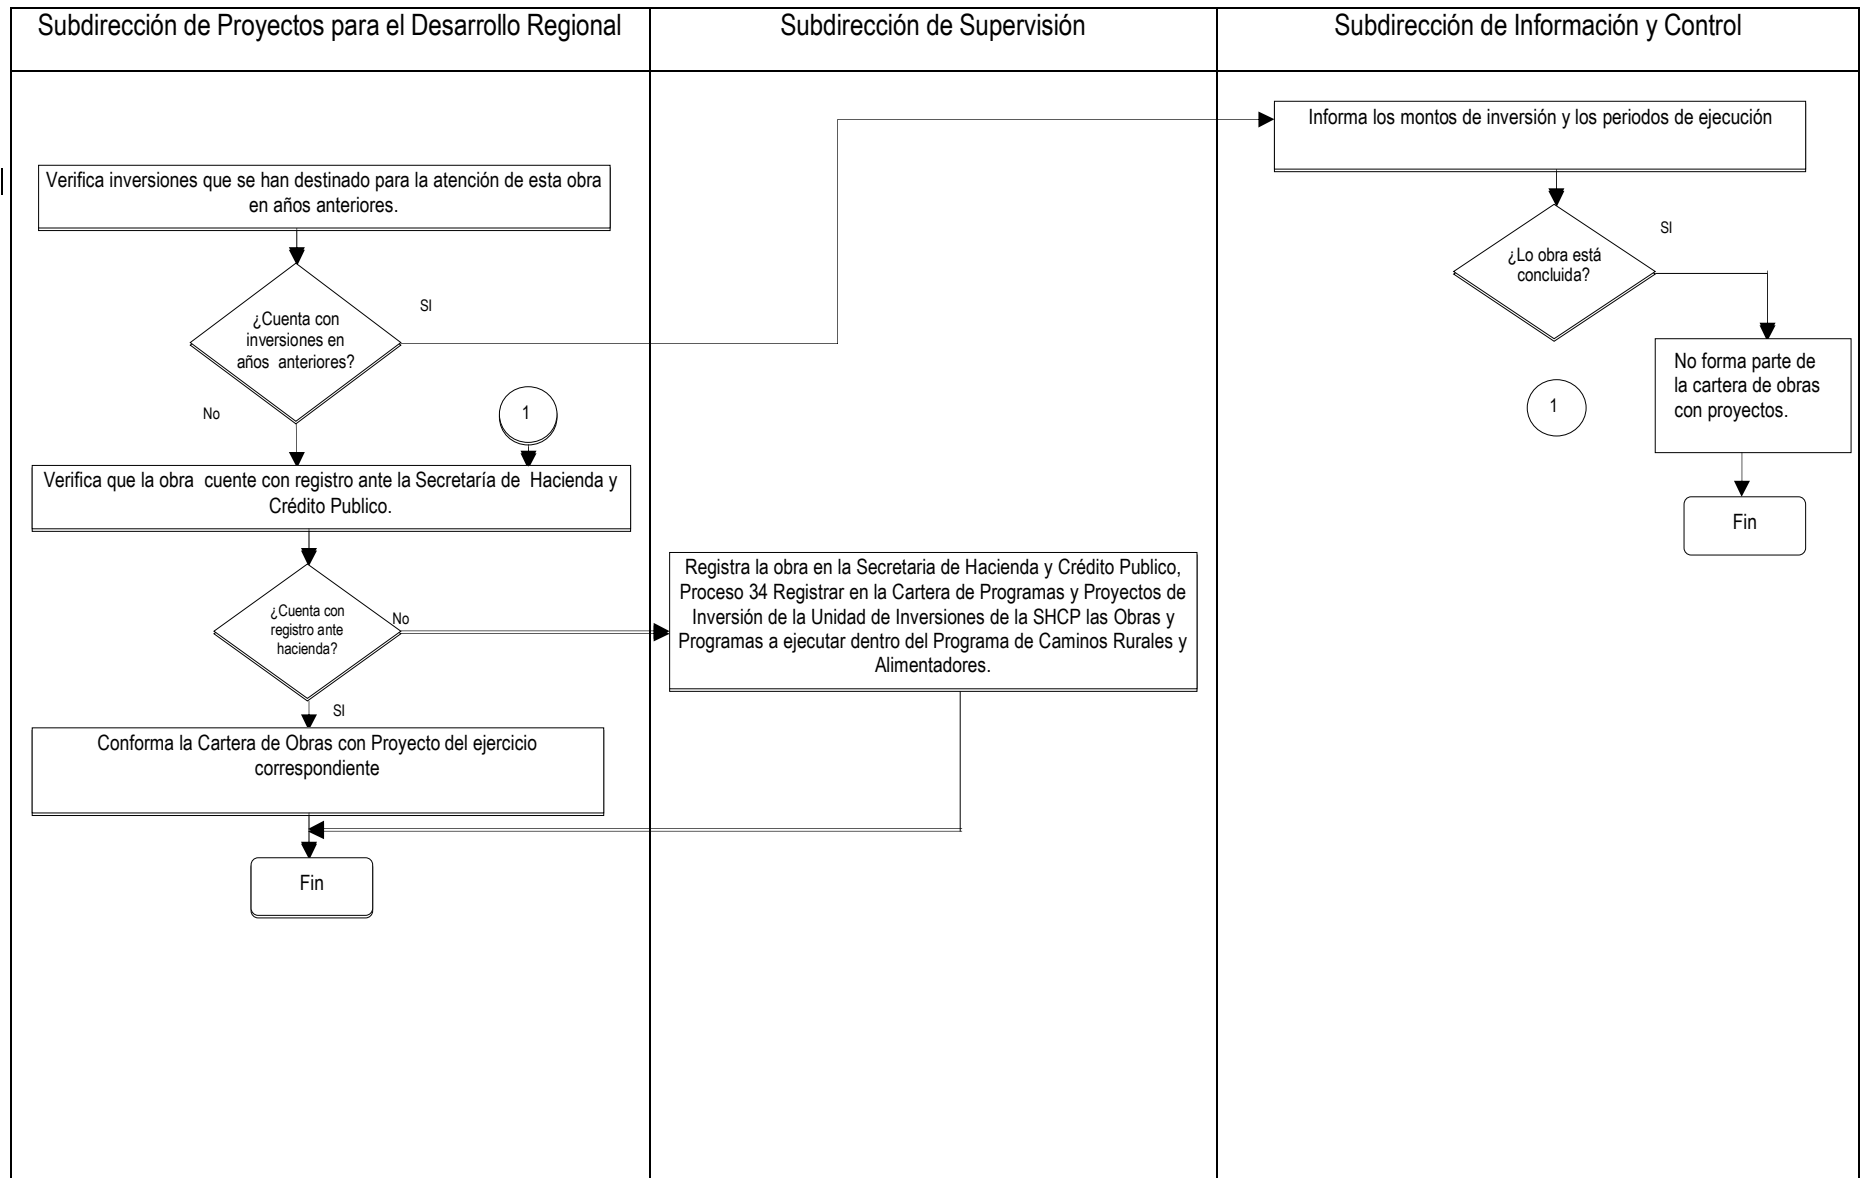 Subdirección de Proyectos para el Desarrollo Regional
Subdirección de Supervisión
Subdirección de Información y Control
Verifica inversiones que se han destinado para la atención de esta obra
en años anteriores.
¿Cuenta con
inversiones en
años anteriores?
SI
No
1
Verifica que la obra cuente con registro ante la Secretaría de Hacienda y
Crédito Publico.
¿Cuenta con
registro ante
hacienda?
No
SI
Conforma la Cartera de Obras con Proyecto del ejercicio
correspondiente
Fin
Registra la obra en la Secretaria de Hacienda y Crédito Publico,
Proceso 34 Registrar en la Cartera de Programas y Proyectos de
Inversión de la Unidad de Inversiones de la SHCP las Obras y
Programas a ejecutar dentro del Programa de Caminos Rurales y
Alimentadores.
Informa los montos de inversión y los periodos de ejecución
¿Lo obra está
concluida?
SI
1
No forma parte de
la cartera de obras
con proyectos.
Fin